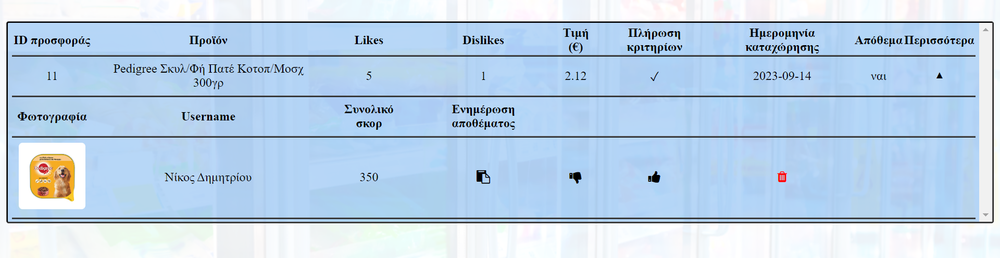 ID προσφοράς Προϊόν Likes Dislikes Τιμή (€) Πλήρωση κριτηρίων Ημερομηνία καταχώρησης Απόθεμα Περισσότερα
11 Pedigree Σκυλ/Φή Πατέ Κοτοπ/Μοσχ 300γρ 5 1 2.12 ✓ 2023-09-14 ναι ▲
Φωτογραφία Username Συνολικό σκορ Ενημέρωση αποθέματος
Pedigree
Νίκος Δημητρίου 350